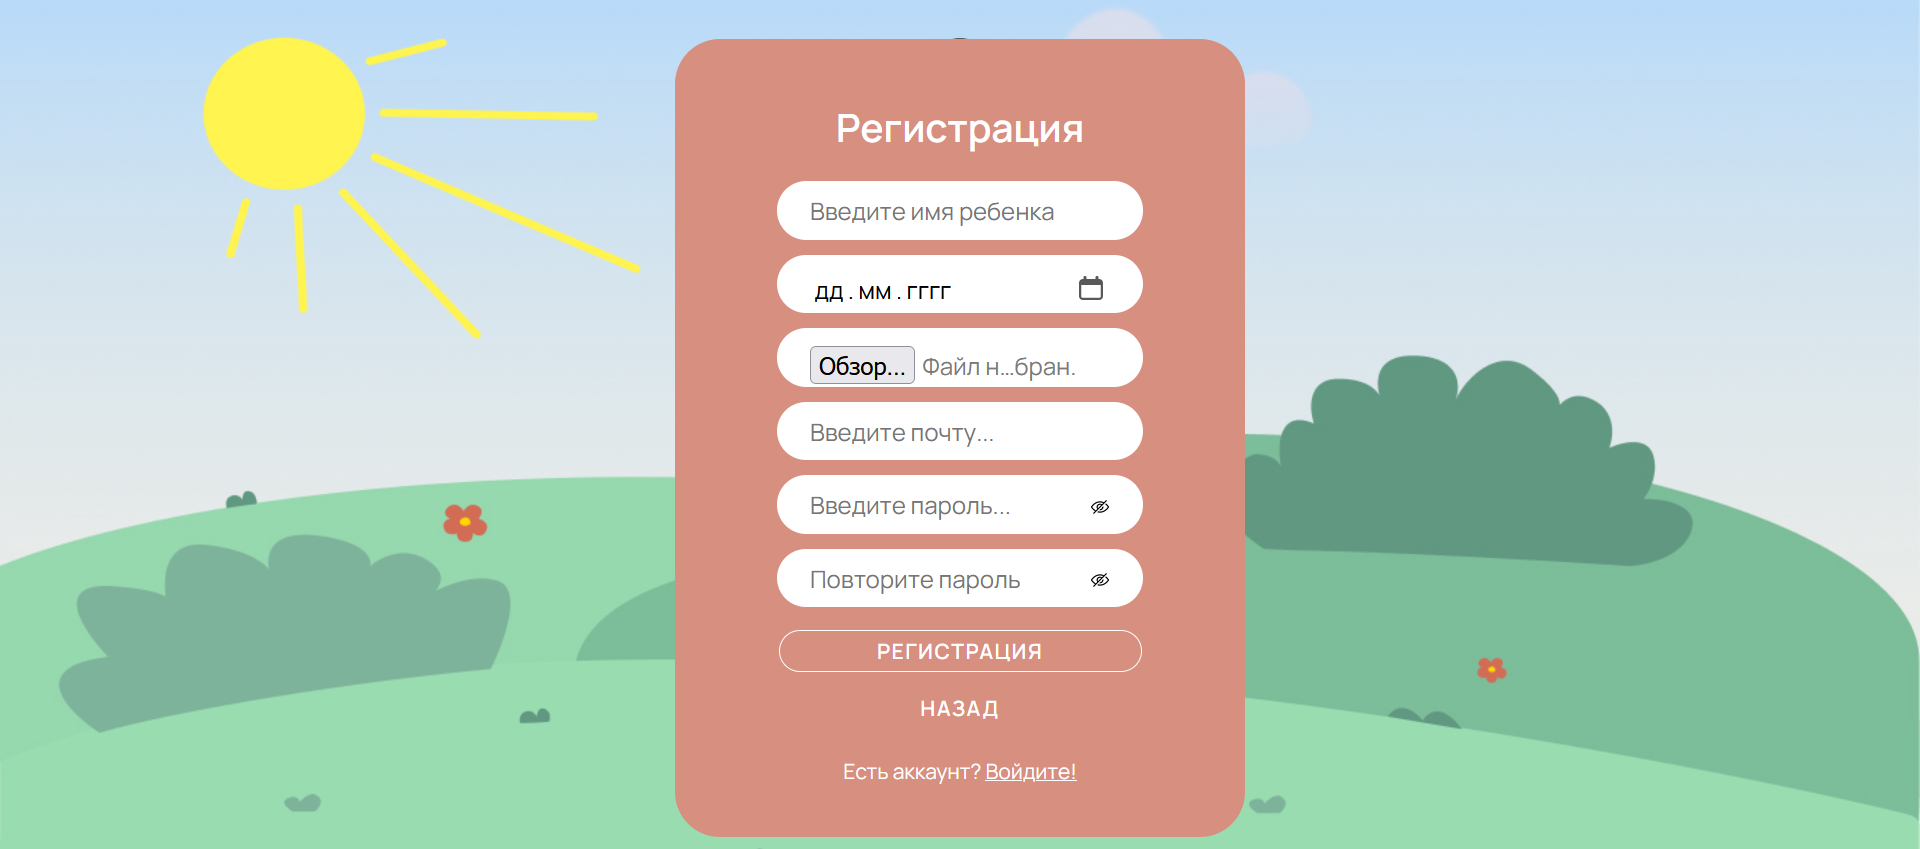 Регистрация
Введите имя ребенка
дд . мм . гггг
Обзор... Файл н...бран.
Введите почту...
Введите пароль...
Повторите пароль
РЕГИСТРАЦИЯ
НАЗАД
Есть аккаунт? Войдите!